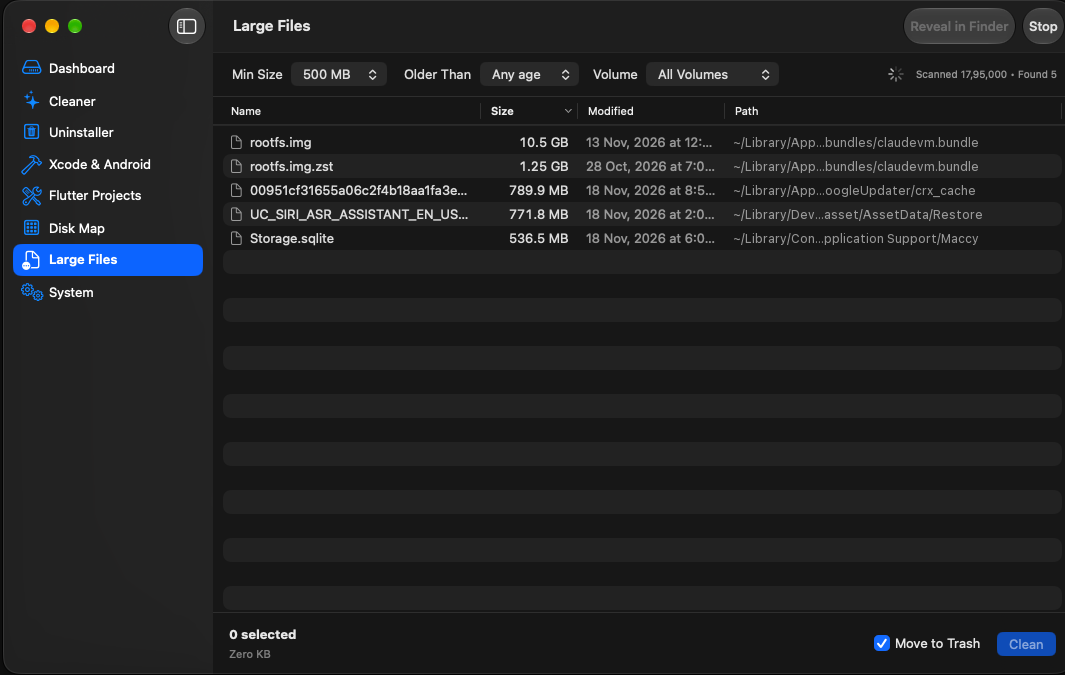 Large Files
Reveal in Finder
Stop
Dashboard
Cleaner
Uninstaller
Xcode & Android
Flutter Projects
Disk Map
Large Files
System
Min Size 500 MB Older Than Any age Volume All Volumes Scanned 17,95,000 • Found 5
Name Size Modified Path
rootfs.img 10.5 GB 13 Nov, 2026 at 12:... ~/Library/App...bundles/claudevm.bundle
rootfs.img.zst 1.25 GB 28 Oct, 2026 at 7:0... ~/Library/App...bundles/claudevm.bundle
00951cf31655a06c2f4b18aa1fa3e... 789.9 MB 18 Nov, 2026 at 8:5... ~/Library/App...oogleUpdater/crx_cache
UC_SIRI_ASR_ASSISTANT_EN_US... 771.8 MB 18 Nov, 2026 at 2:0... ~/Library/Dev...asset/AssetData/Restore
Storage.sqlite 536.5 MB 18 Nov, 2026 at 6:0... ~/Library/Con...pplication Support/Maccy
0 selected
Zero KB
Move to Trash
Clean